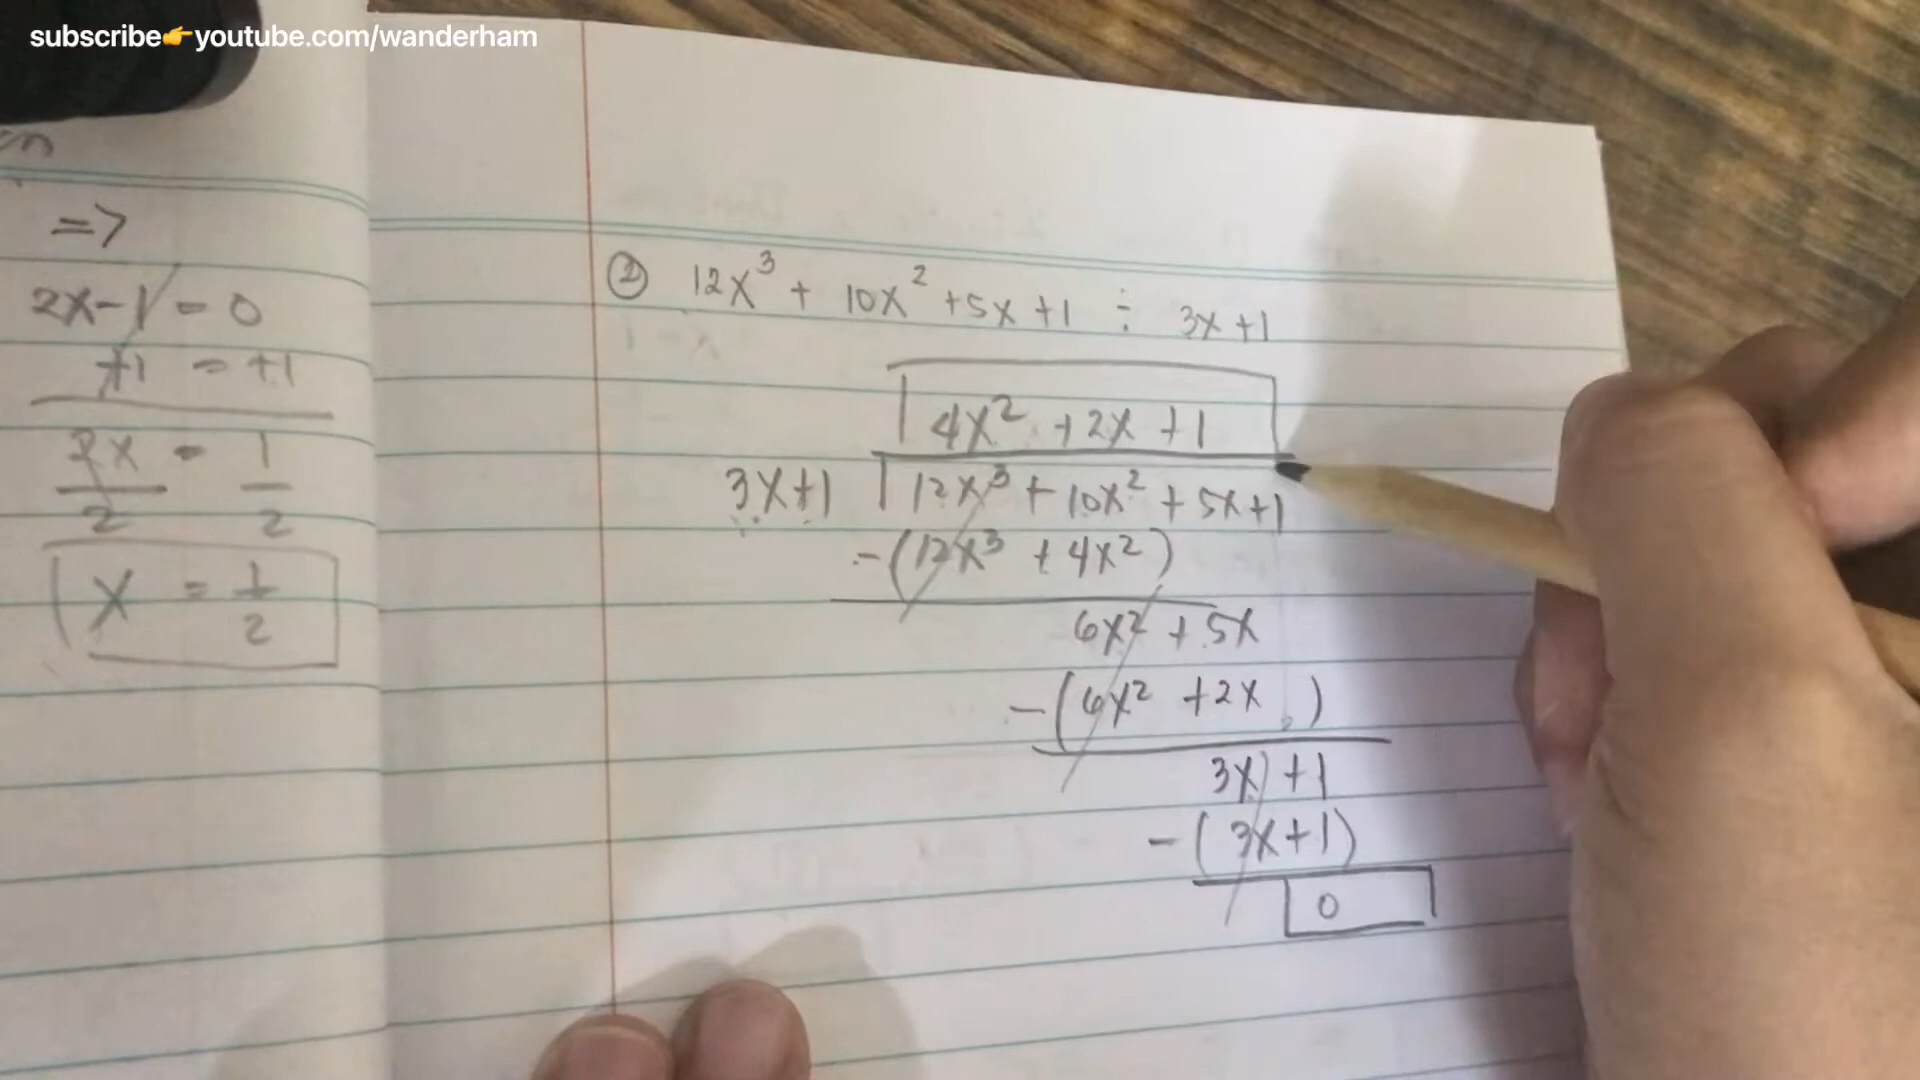 subscribe👉youtube.com/wanderham
=>
2x-1 = 0
+1 = +1
2x = 1
2 2
x = 1
2
② 12x³ + 10x² +5x +1 ÷ 3x +1
4x² +2x +1
3x+1 12x³ + 10x² + 5x+1
-(12x³ + 4x²)
6x² + 5x
-(6x² +2x )
3x +1
-( 3x+1)
0